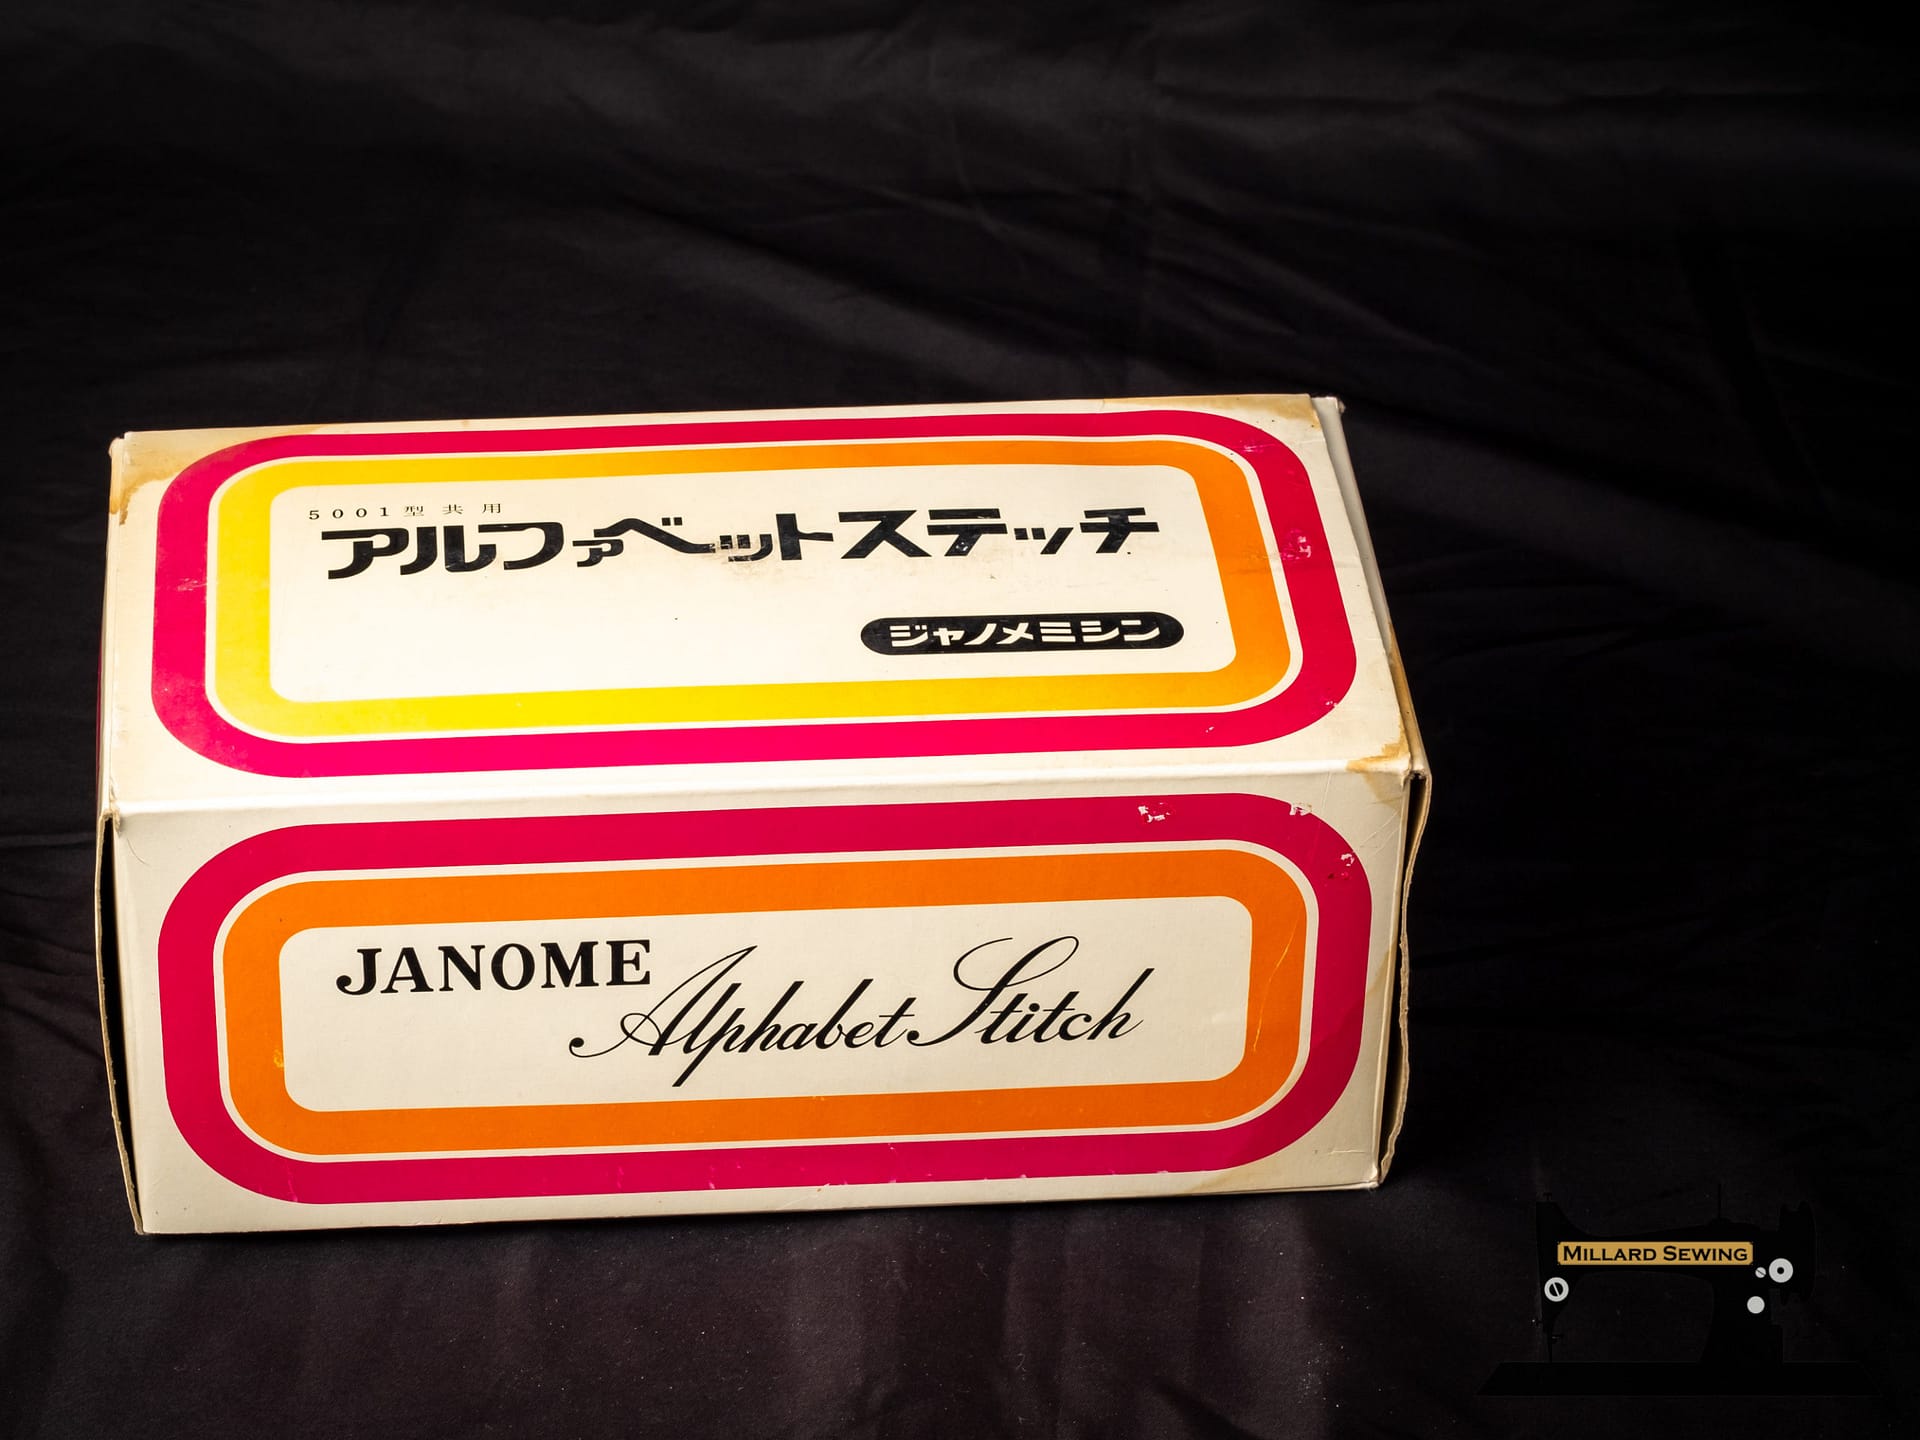 5001型共用
アルファベットステッチ
ジャノメミシン
JANOME
Alphabet Stitch
MILLARD SEWING